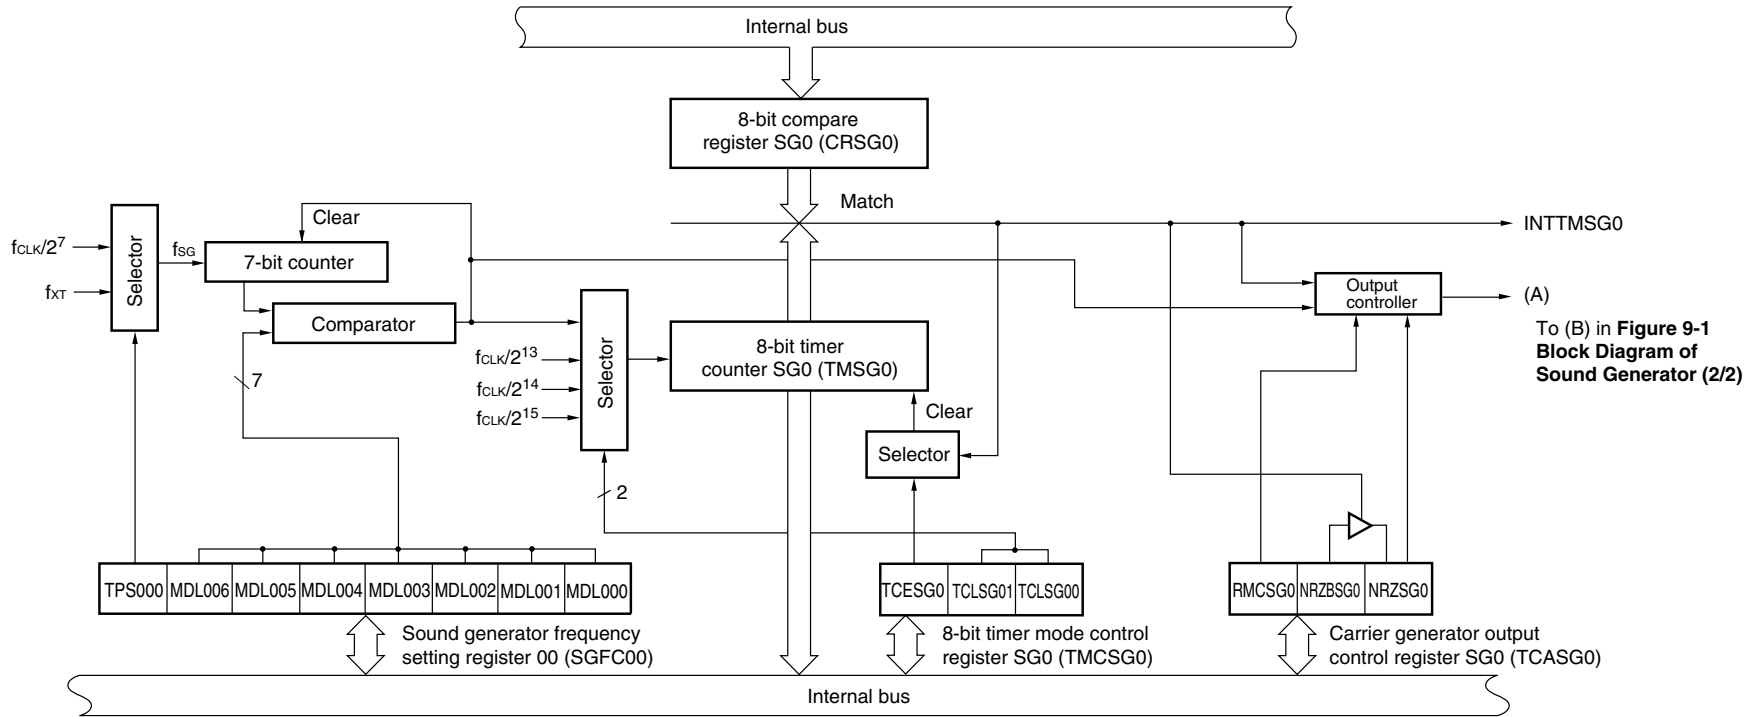 Internal bus
8-bit compare
register SG0 (CRSG0)
Match
INTTMSG0
Clear
Selector
fCLK/2^7
fXT
fSG
7-bit counter
Comparator
7
Selector
fCLK/2^13
fCLK/2^14
fCLK/2^15
2
8-bit timer
counter SG0 (TMSG0)
Clear
Selector
Output
controller
(A)
To (B) in Figure 9-1
Block Diagram of
Sound Generator (2/2)
TPS000 MDL006 MDL005 MDL004 MDL003 MDL002 MDL001 MDL000
TCESG0 TCLSG01 TCLSG00
RMCSG0 NRZBSG0 NRZSG0
Sound generator frequency
setting register 00 (SGFC00)
8-bit timer mode control
register SG0 (TMCSG0)
Carrier generator output
control register SG0 (TCASG0)
Internal bus